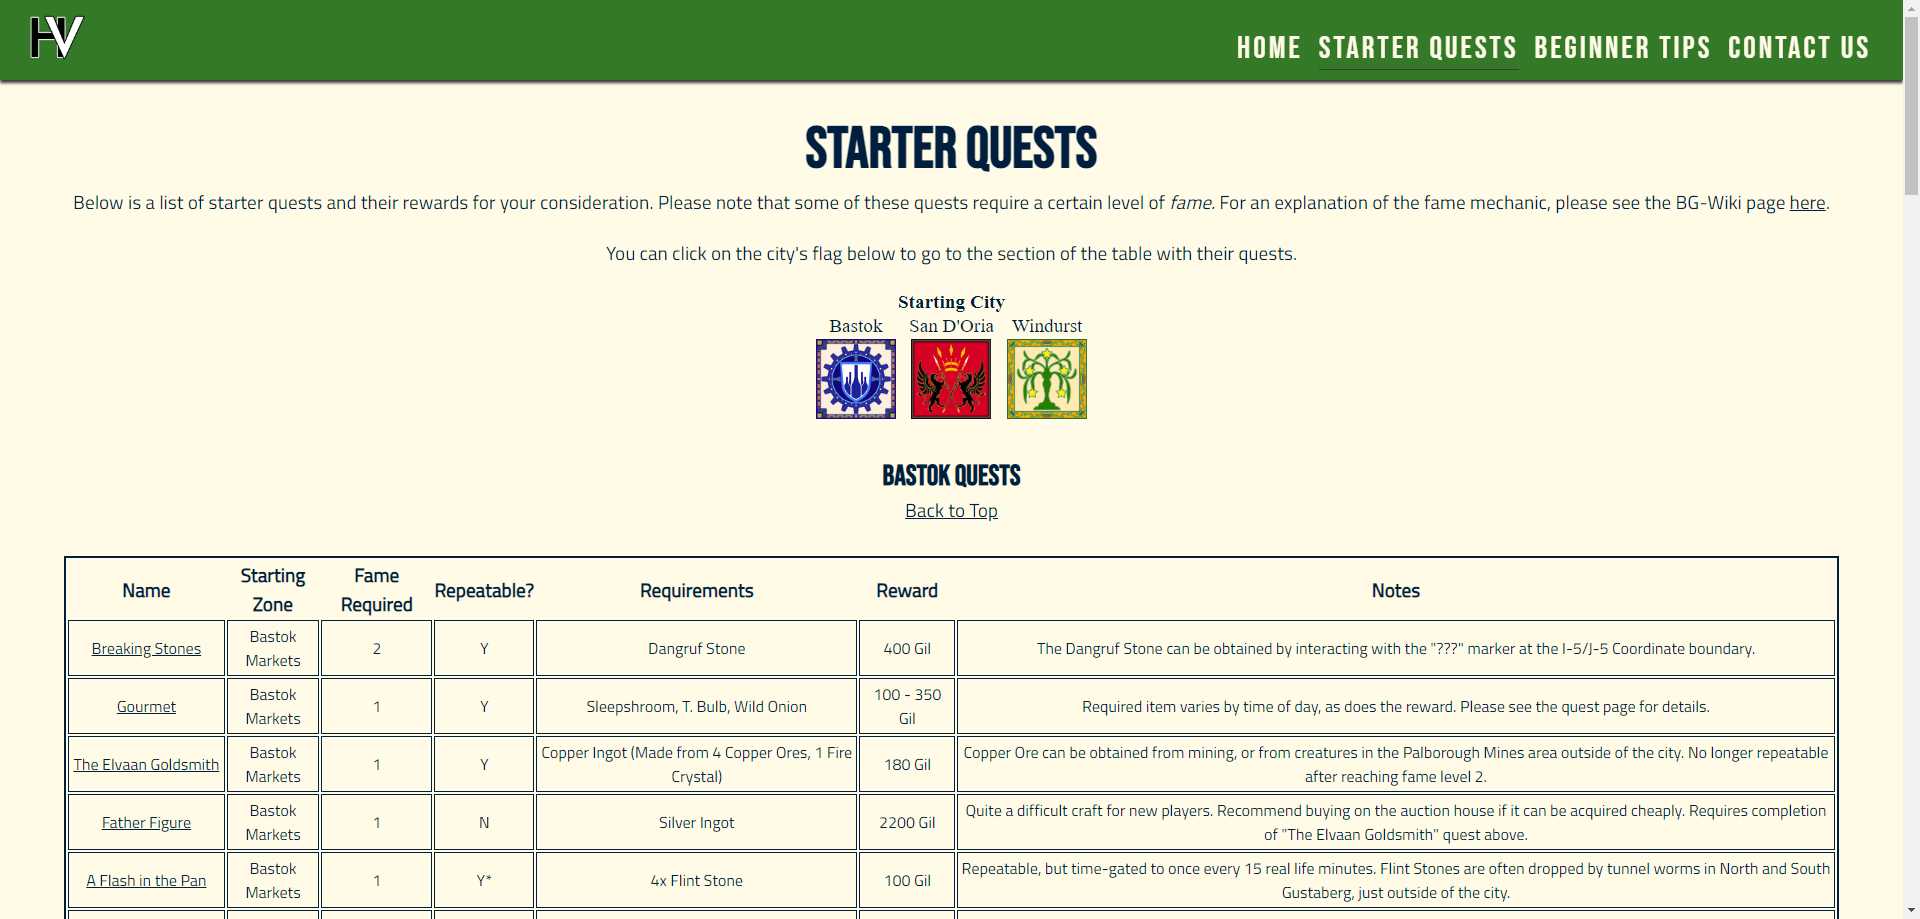 HV
HOME STARTER QUESTS BEGINNER TIPS CONTACT US
STARTER QUESTS
Below is a list of starter quests and their rewards for your consideration. Please note that some of these quests require a certain level of fame. For an explanation of the fame mechanic, please see the BG-Wiki page here.
You can click on the city's flag below to go to the section of the table with their quests.
Starting City
Bastok San D'Oria Windurst
BASTOK QUESTS
Back to Top
Name
Starting
Zone
Fame
Required
Repeatable?
Requirements
Reward
Notes
Breaking Stones
Bastok
Markets
2
Y
Dangruf Stone
400 Gil
The Dangruf Stone can be obtained by interacting with the "???" marker at the I-5/J-5 Coordinate boundary.
Gourmet
Bastok
Markets
1
Y
Sleepshroom, T. Bulb, Wild Onion
100 - 350
Gil
Required item varies by time of day, as does the reward. Please see the quest page for details.
The Elvaan Goldsmith
Bastok
Markets
1
Y
Copper Ingot (Made from 4 Copper Ores, 1 Fire
Crystal)
180 Gil
Copper Ore can be obtained from mining, or from creatures in the Palborough Mines area outside of the city. No longer repeatable
after reaching fame level 2.
Father Figure
Bastok
Markets
1
N
Silver Ingot
2200 Gil
Quite a difficult craft for new players. Recommend buying on the auction house if it can be acquired cheaply. Requires completion
of "The Elvaan Goldsmith" quest above.
A Flash in the Pan
Bastok
Markets
1
Y*
4x Flint Stone
100 Gil
Repeatable, but time-gated to once every 15 real life minutes. Flint Stones are often dropped by tunnel worms in North and South
Gustaberg, just outside of the city.